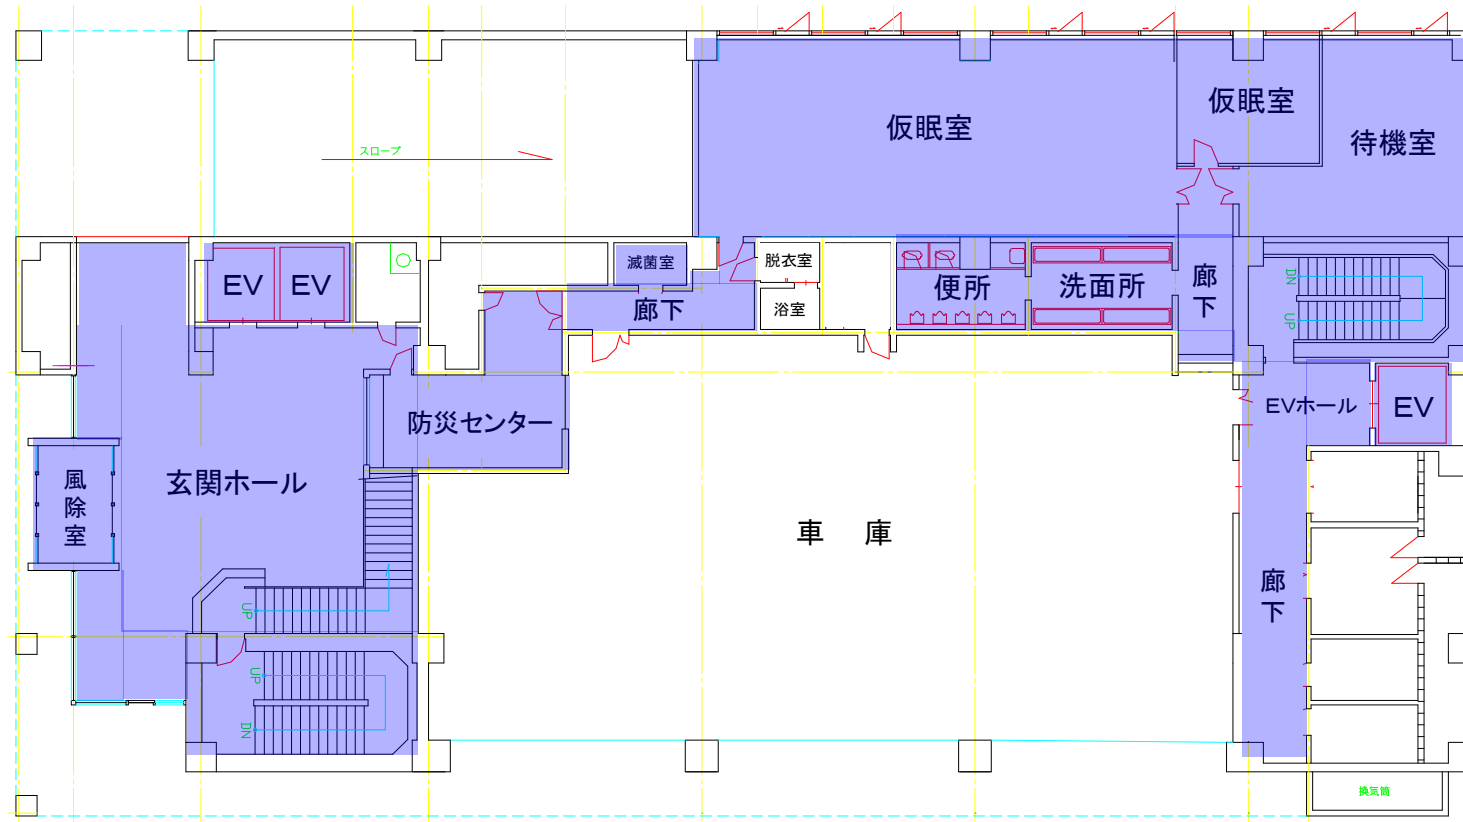 スロープ
仮眠室
仮眠室
待機室
EV
EV
滅菌室
廊下
脱衣室
浴室
便所
洗面所
廊下
DN
UP
防災センター
EVホール
EV
風除室
玄関ホール
車 庫
廊下
UP
UP
DN
換気筒